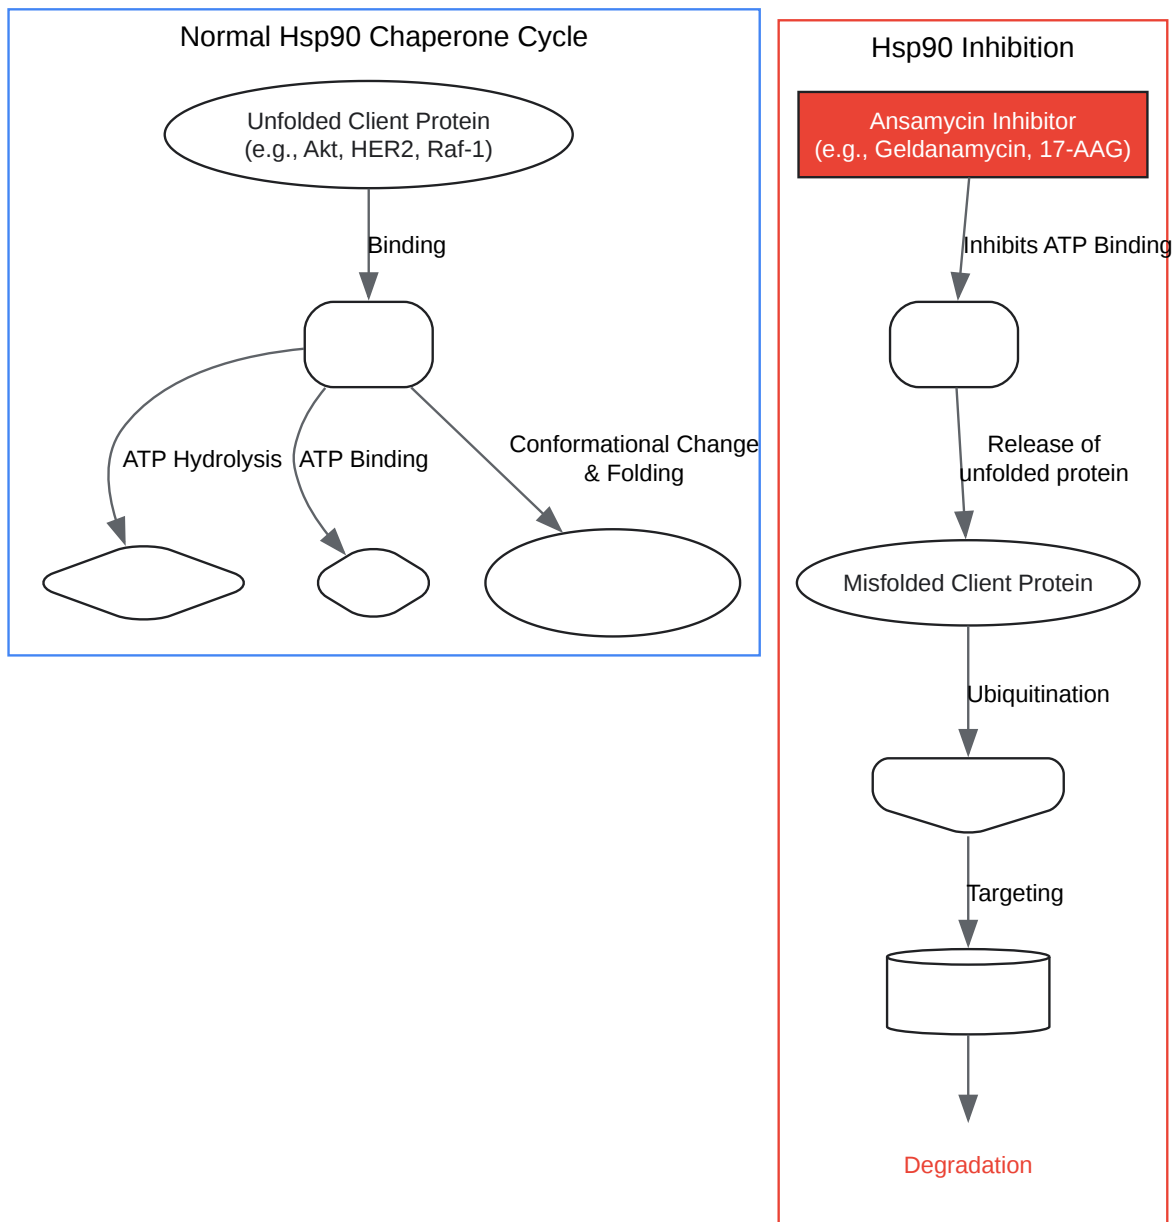 Normal Hsp90 Chaperone Cycle
Unfolded Client Protein
(e.g., Akt, HER2, Raf-1)
Binding
ATP Hydrolysis
ATP Binding
Conformational Change
& Folding
Hsp90 Inhibition
Ansamycin Inhibitor
(e.g., Geldanamycin, 17-AAG)
Inhibits ATP Binding
Release of
unfolded protein
Misfolded Client Protein
Ubiquitination
Targeting
Degradation